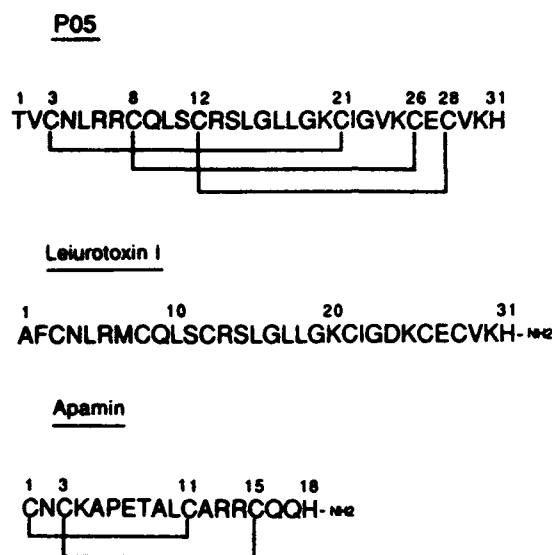 P05
1 3 8 12 21 26 28 31
TVCNLRRCQLSCRSLGLLGKCIGVKCECVKH
Leiurotoxin I
1 10 20 31
AFCNLRMCQLSCRSLGLLGKCIGDKCECVKH-NH2
Apamin
1 3 11 15 18
CNCKAPETALCARRCQQH-NH2